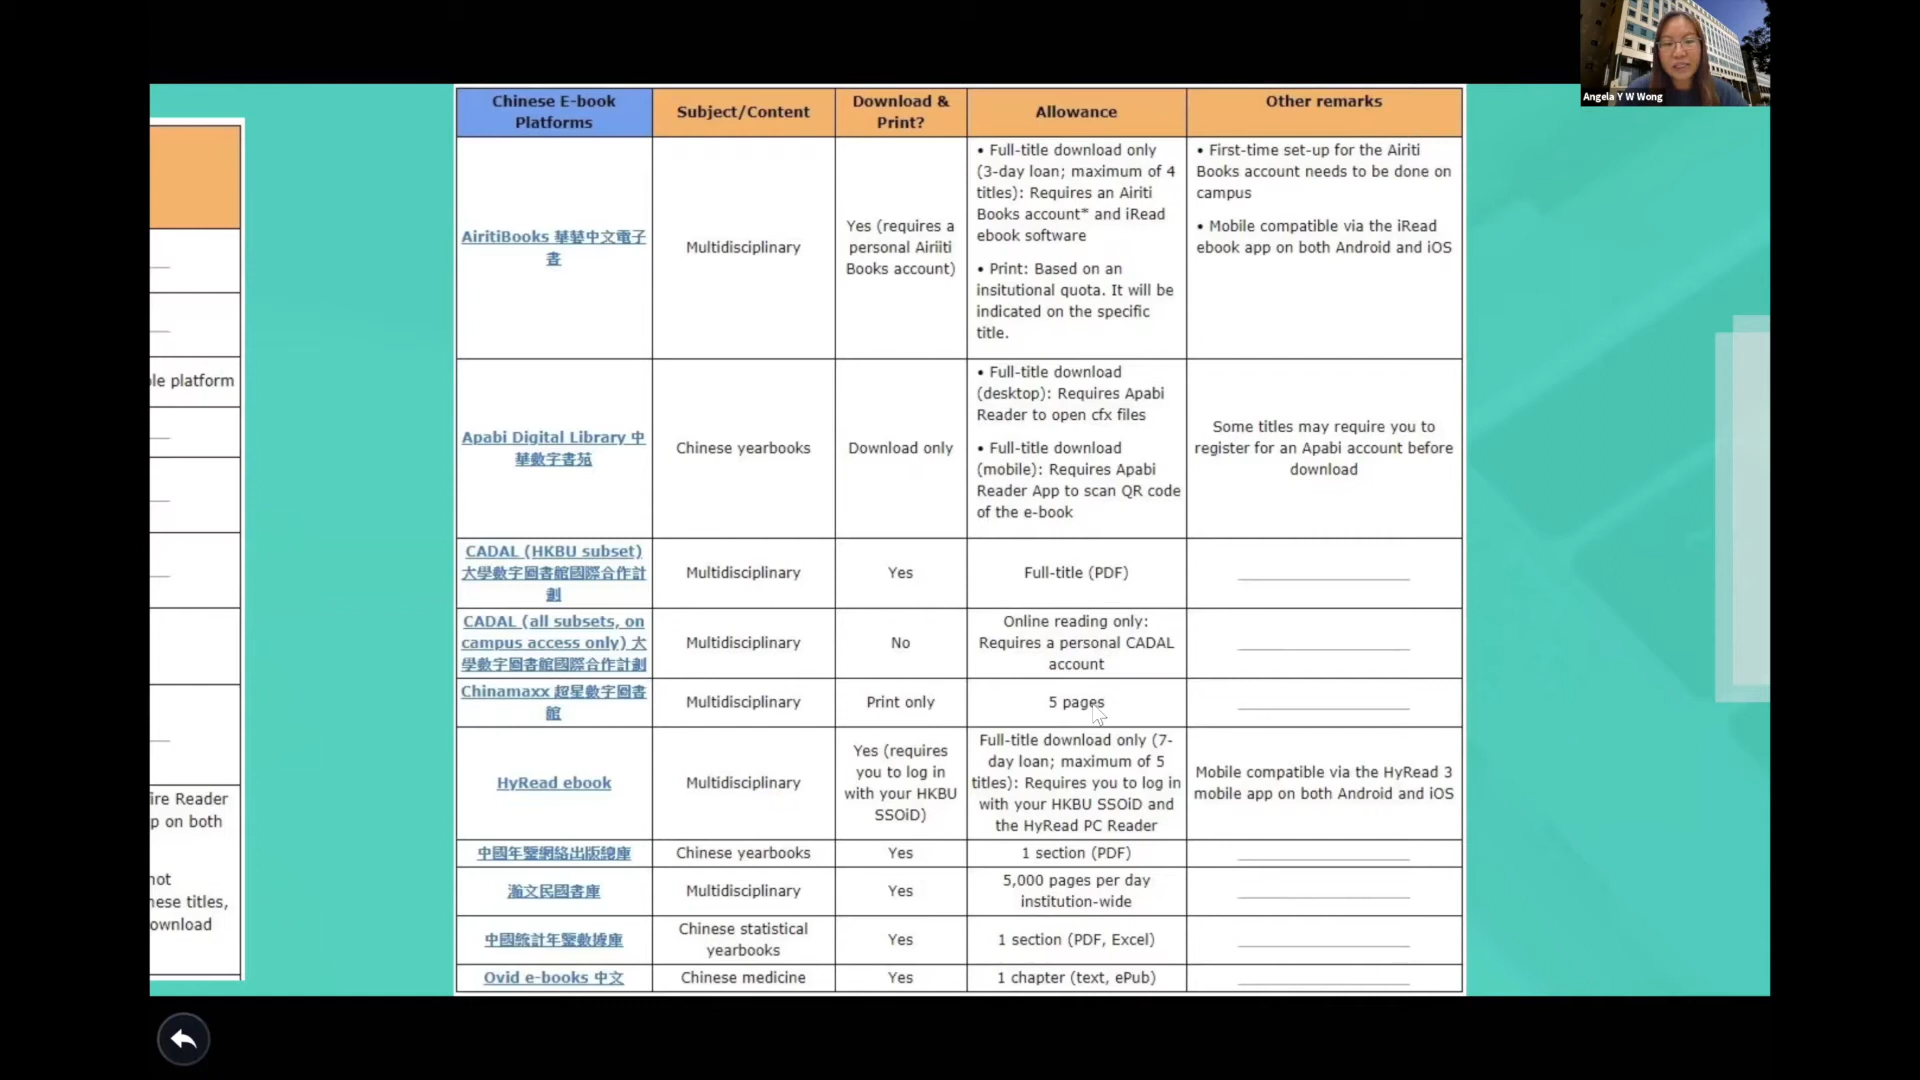 Angela Y W Wong
ole platform
ire Reader
p on both
not
hese titles,
ownload
Chinese E-book
Platforms
Subject/Content
Download &
Print?
Allowance
Other remarks
AiritiBooks 華藝中文電子
書
Multidisciplinary
Yes (requires a
personal Airiiti
Books account)
• Full-title download only
(3-day loan; maximum of 4
titles): Requires an Airiti
Books account* and iRead
ebook software
• Print: Based on an
insitutional quota. It will be
indicated on the specific
title.
• First-time set-up for the Airiti
Books account needs to be done on
campus
• Mobile compatible via the iRead
ebook app on both Android and iOS
Apabi Digital Library 中
華數字書苑
Chinese yearbooks
Download only
• Full-title download
(desktop): Requires Apabi
Reader to open cfx files
• Full-title download
(mobile): Requires Apabi
Reader App to scan QR code
of the e-book
Some titles may require you to
register for an Apabi account before
download
CADAL (HKBU subset)
大學數字圖書館國際合作計
劃
Multidisciplinary
Yes
Full-title (PDF)
CADAL (all subsets, on
campus access only) 大
學數字圖書館國際合作計劃
Multidisciplinary
No
Online reading only:
Requires a personal CADAL
account
Chinamaxx 超星數字圖書
館
Multidisciplinary
Print only
5 pages
HyRead ebook
Multidisciplinary
Yes (requires
you to log in
with your HKBU
SSOiD)
Full-title download only (7-
day loan; maximum of 5
titles): Requires you to log in
with your HKBU SSOiD and
the HyRead PC Reader
Mobile compatible via the HyRead 3
mobile app on both Android and iOS
中國年鑒網絡出版總庫
Chinese yearbooks
Yes
1 section (PDF)
瀚文民國書庫
Multidisciplinary
Yes
5,000 pages per day
institution-wide
中國統計年鑒數據庫
Chinese statistical
yearbooks
Yes
1 section (PDF, Excel)
Ovid e-books 中文
Chinese medicine
Yes
1 chapter (text, ePub)